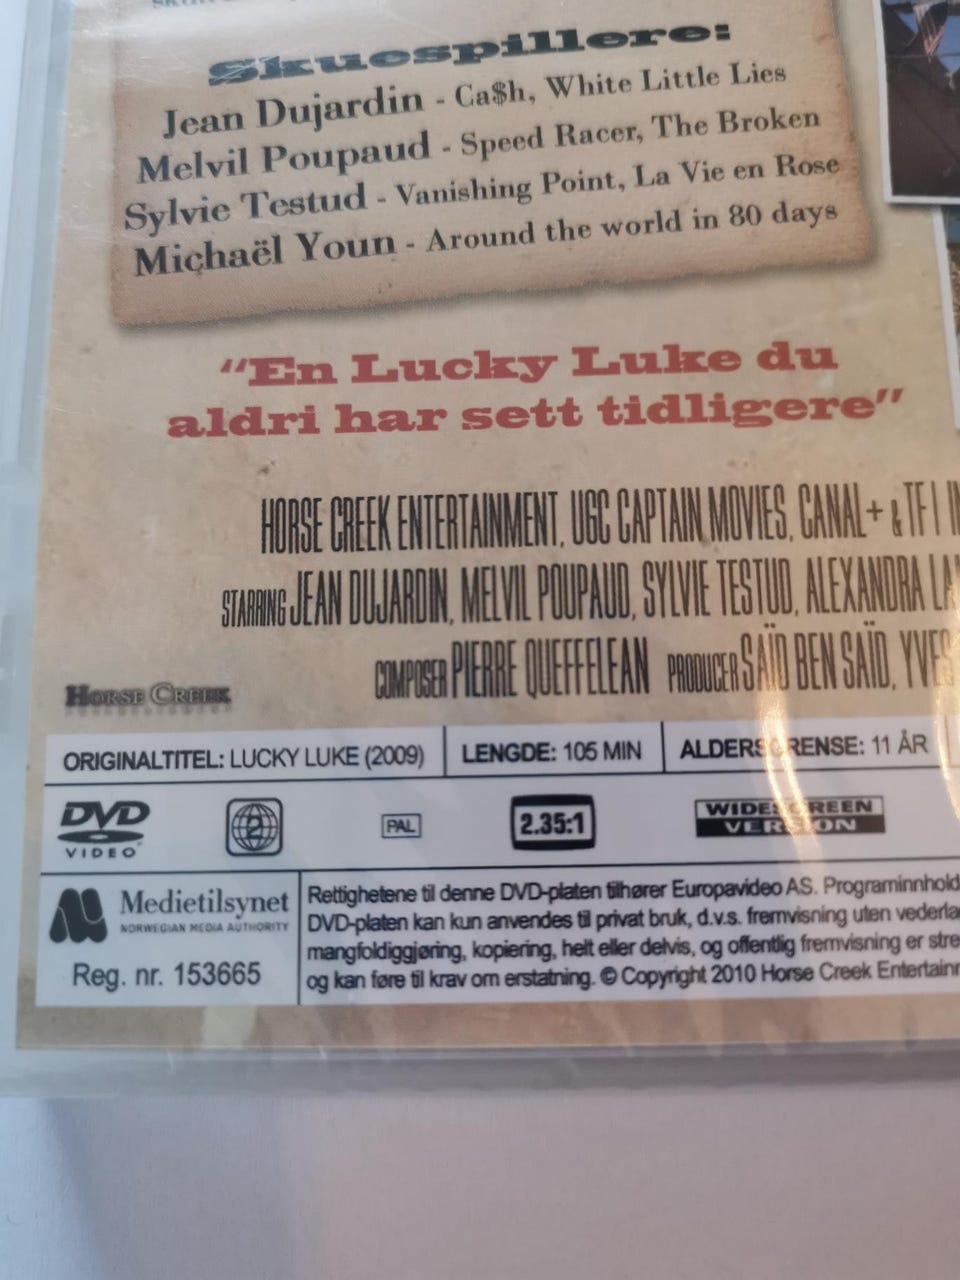 Skuespillere:
Jean Dujardin - Ca$h, White Little Lies
Melvil Poupaud - Speed Racer, The Broken
Sylvie Testud - Vanishing Point, La Vie en Rose
Michaël Youn - Around the world in 80 days
"En Lucky Luke du
aldri har sett tidligere"
HORSE CREEK ENTERTAINMENT, UGC CAPTAIN MOVIES, CANAL+ & TF1
STARRING JEAN DUJARDIN, MELVIL POUPAUD, SYLVIE TESTUD, ALEXANDRA
COMPOSER PIERRE QUEFFELEAN PRODUCER SAÏD BEN SAÏD, YVES
HORSE CREEK
ORIGINALTITEL: LUCKY LUKE (2009) LENGDE: 105 MIN ALDERSGRENSE: 11 ÅR
DVD 2 PAL 2.35:1 WIDESCREEN
VIDEO VERSION
Medietilsynet
NORWEGIAN MEDIA AUTHORITY
Reg. nr. 153665
Rettighetene til denne DVD-platen tilhører Europavideo AS. Programinnhold
DVD-platen kan kun anvendes til privat bruk, d.v.s. fremvisning uten vederla
mangfoldiggjøring, kopiering, helt eller delvis, og offentlig fremvisning er stre
og kan føre til krav om erstatning. © Copyright 2010 Horse Creek Entertainm